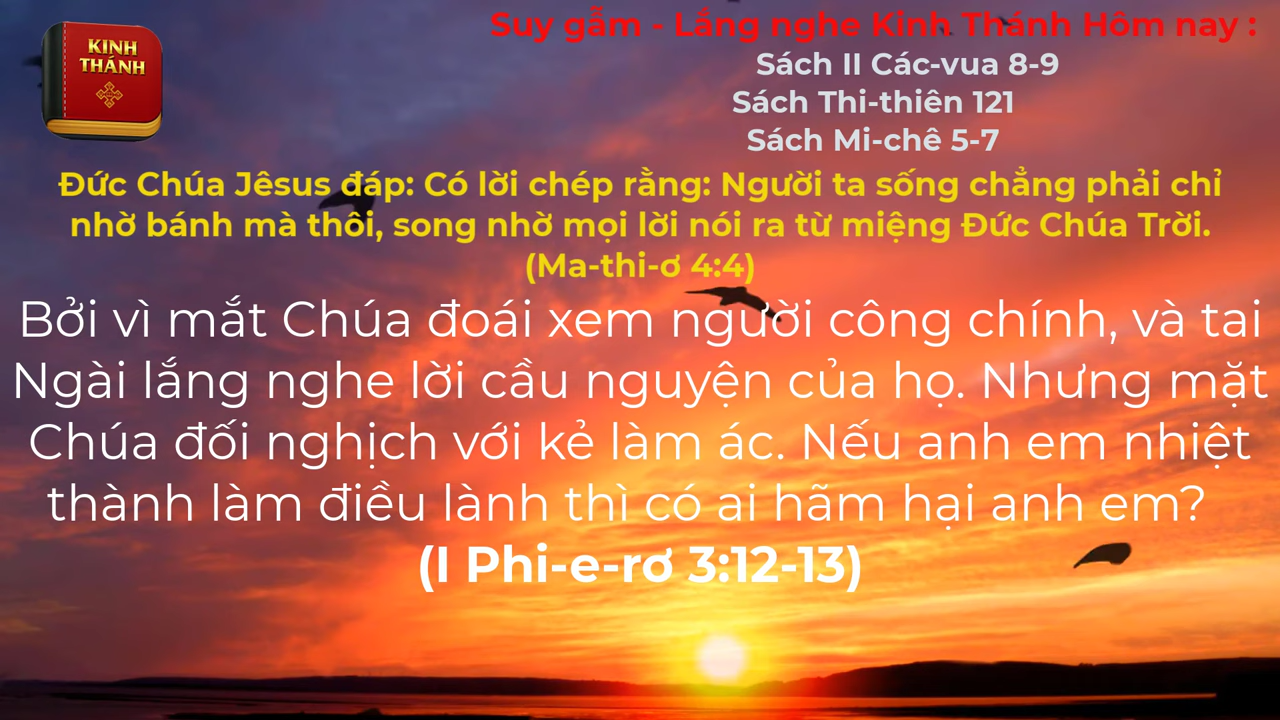 KINH
THÁNH
Suy gẫm - Lắng nghe Kinh Thánh Hôm nay :
Sách II Các-vua 8-9
Sách Thi-thiên 121
Sách Mi-chê 5-7
Đức Chúa Jêsus đáp: Có lời chép rằng: Người ta sống chẳng phải chỉ
nhờ bánh mà thôi, song nhờ mọi lời nói ra từ miệng Đức Chúa Trời.
(Ma-thi-ơ 4:4)
Bởi vì mắt Chúa đoái xem người công chính, và tai
Ngài lắng nghe lời cầu nguyện của họ. Nhưng mặt
Chúa đối nghịch với kẻ làm ác. Nếu anh em nhiệt
thành làm điều lành thì có ai hãm hại anh em?
(I Phi-e-rơ 3:12-13)